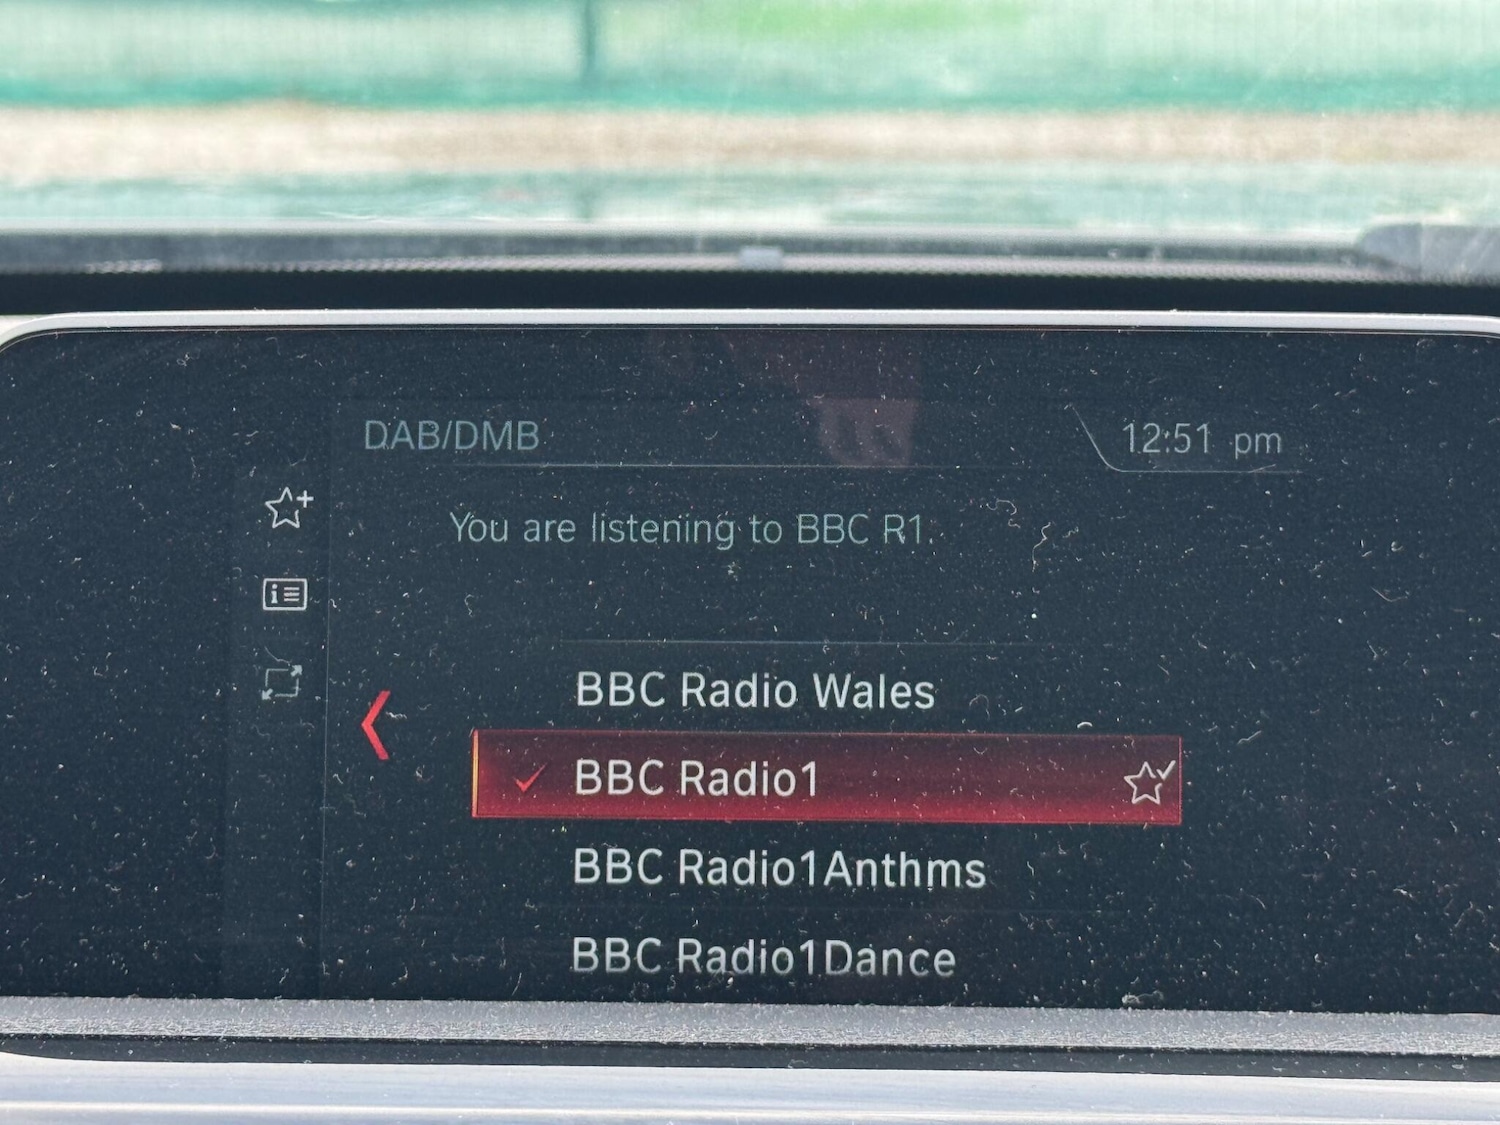 DAB/DMB
12:51 pm
You are listening to BBC R1.
BBC Radio Wales
BBC Radio1
BBC Radio1Anthms
BBC Radio1Dance